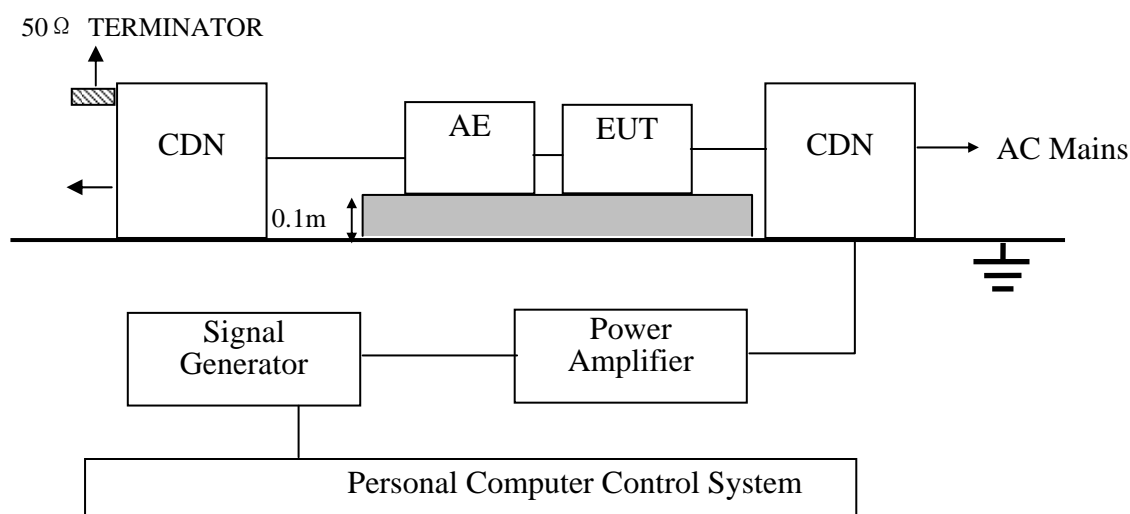 50Ω TERMINATOR
CDN
AE
EUT
CDN
AC Mains
0.1m
Signal
Generator
Power
Amplifier
Personal Computer Control System